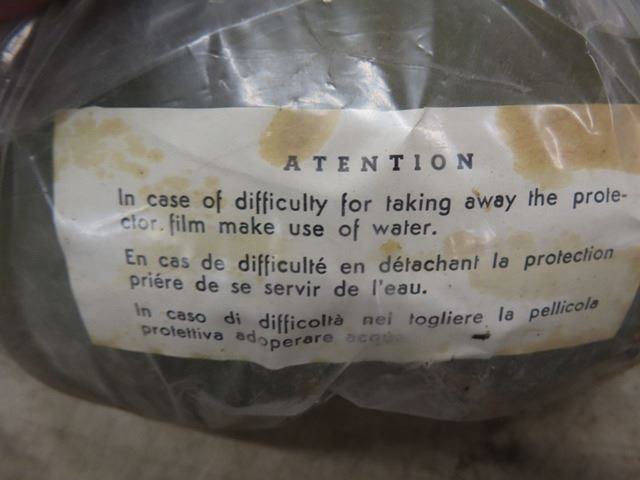 ATENTION
In case of difficulty for taking away the prote-
ctor.film make use of water.
En cas de difficulté en détachant la protection
priére de se servir de l'eau.
In caso di difficoltà nel togliere la pellicola
protettiva adoperare acqua